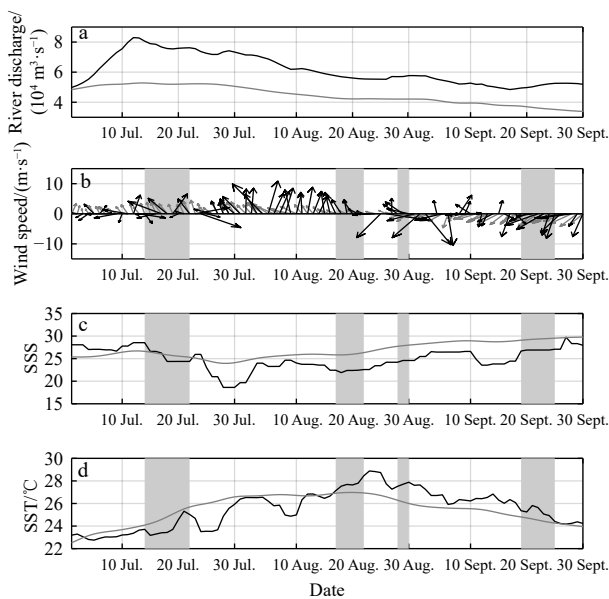 a
River discharge/
(10⁴ m³·s⁻¹)
8
6
4
10 Jul. 20 Jul. 30 Jul. 10 Aug. 20 Aug. 30 Aug. 10 Sept. 20 Sept. 30 Sept.
b
Wind speed/(m·s⁻¹)
10
0
−10
10 Jul. 20 Jul. 30 Jul. 10 Aug. 20 Aug. 30 Aug. 10 Sept. 20 Sept. 30 Sept.
c
SSS
35
30
25
20
15
10 Jul. 20 Jul. 30 Jul. 10 Aug. 20 Aug. 30 Aug. 10 Sept. 20 Sept. 30 Sept.
d
SST/℃
30
28
26
24
22
10 Jul. 20 Jul. 30 Jul. 10 Aug. 20 Aug. 30 Aug. 10 Sept. 20 Sept. 30 Sept.
Date